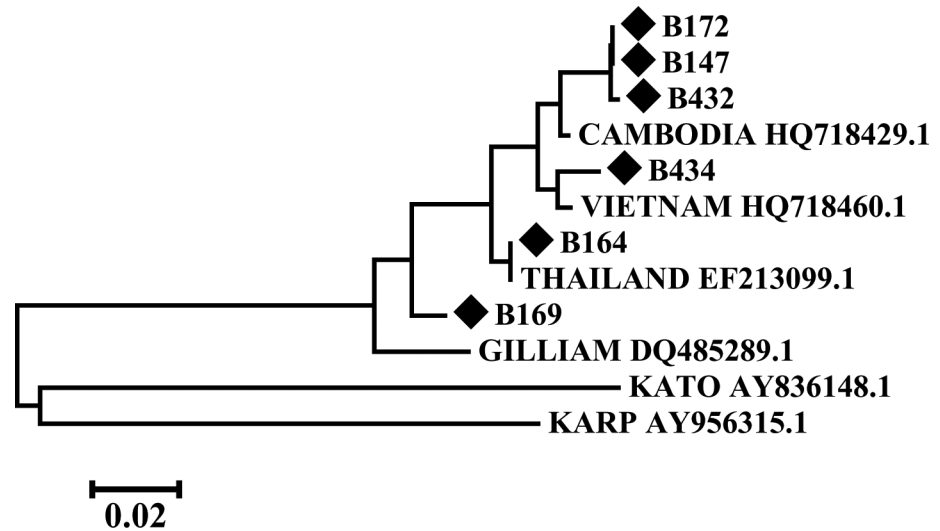 B172
B147
B432
CAMBODIA HQ718429.1
B434
VIETNAM HQ718460.1
B164
THAILAND EF213099.1
B169
GILLIAM DQ485289.1
KATO AY836148.1
KARP AY956315.1
0.02